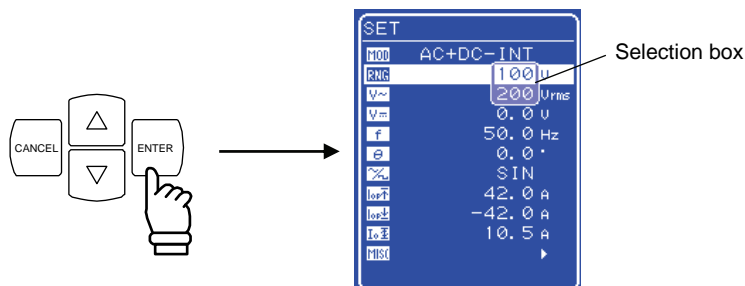 SET
MOD AC+DC-INT
RNG 100 V
V~ 200 Vrms
V⎓ 0.0 V
f 50.0 Hz
θ 0.0 °
SIN
42.0 A
-42.0 A
10.5 A
MISC
Selection box
CANCEL
ENTER